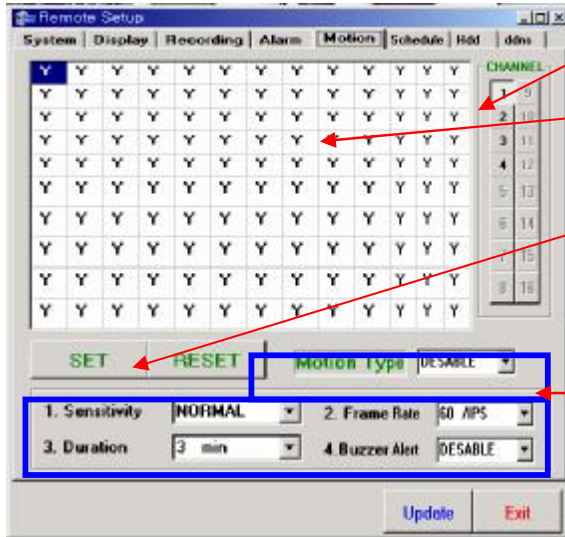 Remote Setup
System Display Recording Alarm Motion Schedule Hdd ddns
Y Y Y Y Y Y Y Y Y Y Y Y Y
Y Y Y Y Y Y Y Y Y Y Y Y Y
Y Y Y Y Y Y Y Y Y Y Y Y Y
Y Y Y Y Y Y Y Y Y Y Y Y Y
Y Y Y Y Y Y Y Y Y Y Y Y Y
Y Y Y Y Y Y Y Y Y Y Y Y Y
Y Y Y Y Y Y Y Y Y Y Y Y Y
Y Y Y Y Y Y Y Y Y Y Y Y Y
Y Y Y Y Y Y Y Y Y Y Y Y Y
Y Y Y Y Y Y Y Y Y Y Y Y Y
CHANNEL
1 9
2 10
3 11
4 12
5 13
6 14
7 15
8 16
SET RESET Motion Type DESABLE
1. Sensitivity NORMAL 2. Frame Rate 60 /IPS
3. Duration 3 min 4.Buzzer Alert DESABLE
Update Exit